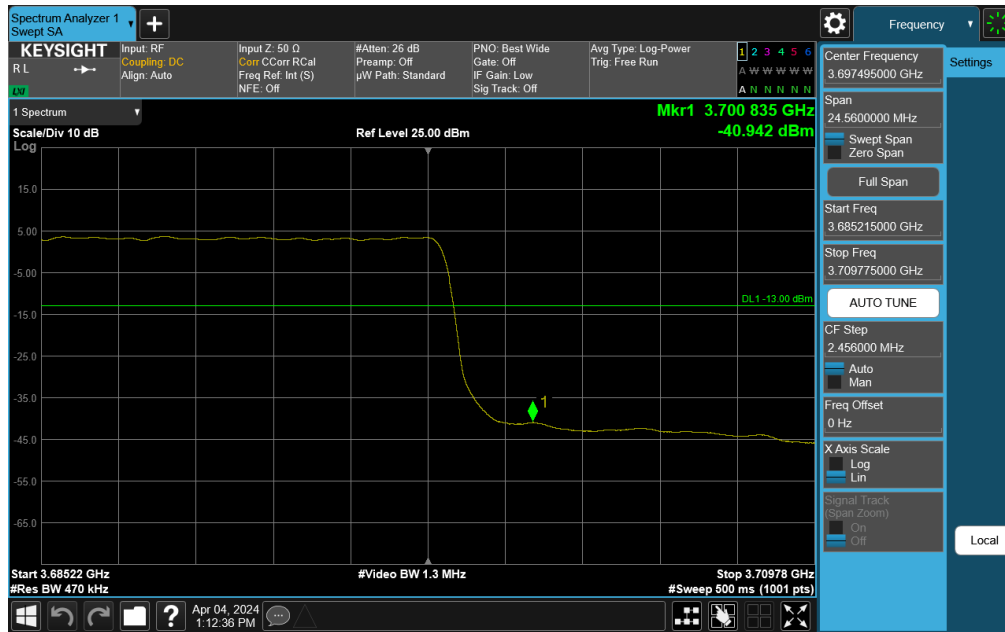 Spectrum Analyzer 1
Swept SA
+
Frequency
KEYSIGHT
R L
LXI
Input: RF
Coupling: DC
Align: Auto
Input Z: 50 Ω
Corr CCorr RCal
Freq Ref: Int (S)
NFE: Off
#Atten: 26 dB
Preamp: Off
µW Path: Standard
PNO: Best Wide
Gate: Off
IF Gain: Low
Sig Track: Off
Avg Type: Log-Power
Trig: Free Run
1 2 3 4 5 6
A W W W W W
A N N N N N
1 Spectrum
Scale/Div 10 dB
Log
Ref Level 25.00 dBm
Mkr1 3.700 835 GHz
-40.942 dBm
15.0
5.00
-5.00
-15.0
-25.0
-35.0
-45.0
-55.0
-65.0
DL1 -13.00 dBm
1
Start 3.68522 GHz
#Res BW 470 kHz
#Video BW 1.3 MHz
Stop 3.70978 GHz
#Sweep 500 ms (1001 pts)
Center Frequency
3.697495000 GHz
Settings
Span
24.5600000 MHz
Swept Span
Zero Span
Full Span
Start Freq
3.685215000 GHz
Stop Freq
3.709775000 GHz
AUTO TUNE
CF Step
2.456000 MHz
Auto
Man
Freq Offset
0 Hz
X Axis Scale
Log
Lin
Signal Track
(Span Zoom)
On
Off
Local
?
Apr 04, 2024
1:12:36 PM